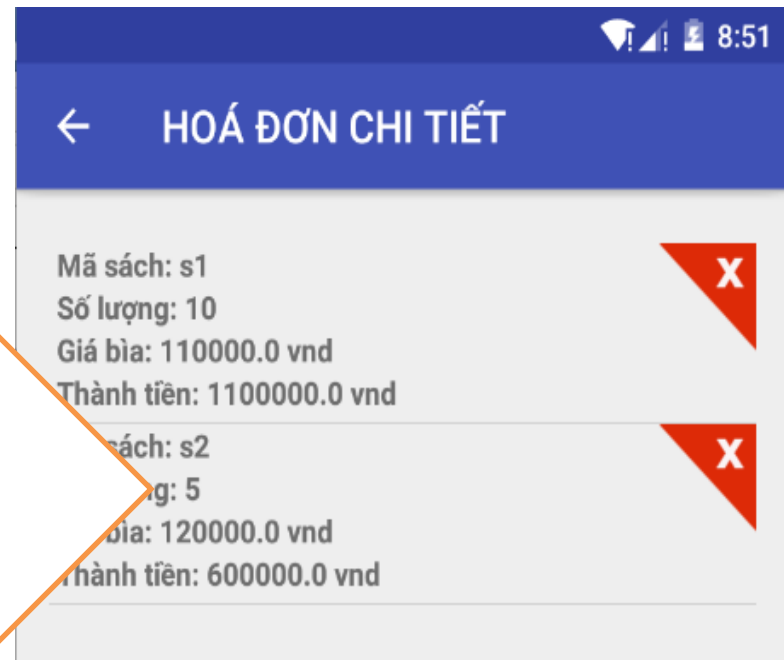 8:51
HOÁ ĐƠN CHI TIẾT
Mã sách: s1
X
Số lượng: 10
Giá bìa: 110000.0 vnd
Thành tiền: 1100000.0 vnd
sách: s2
X
5
bìa: 120000.0 vnd
Thành tiền: 600000.0 vnd